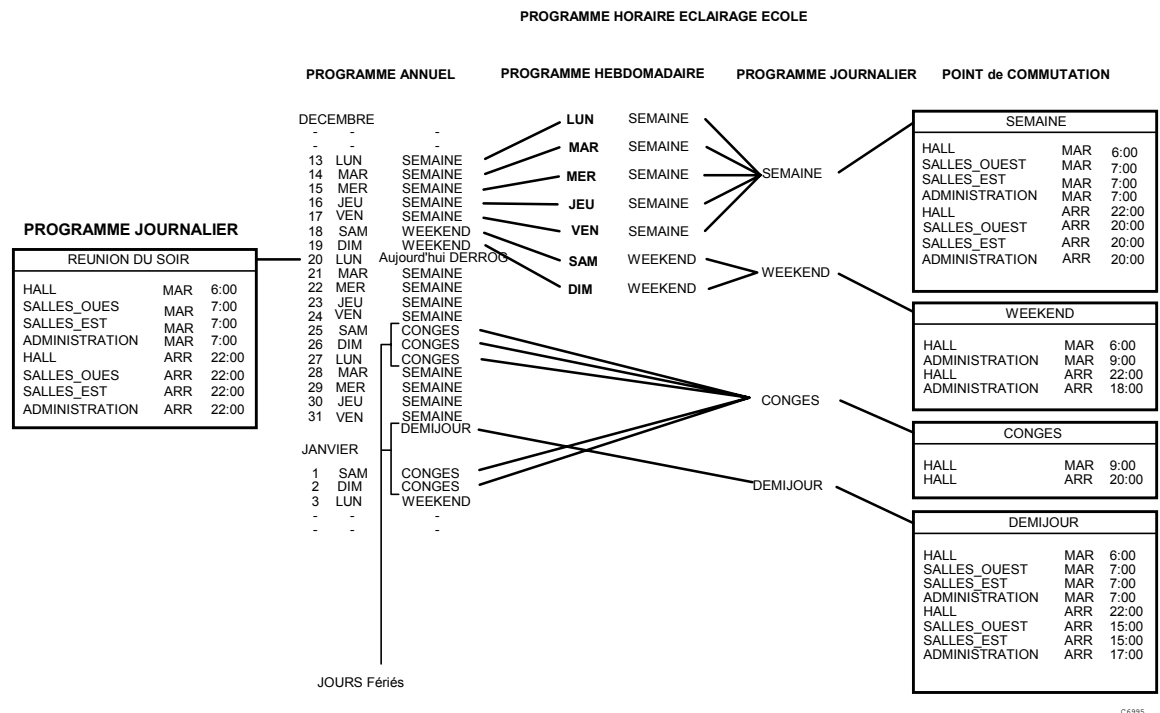 PROGRAMME HORAIRE ECLAIRAGE ECOLE
PROGRAMME ANNUEL
PROGRAMME HEBDOMADAIRE
PROGRAMME JOURNALIER
POINT de COMMUTATION
PROGRAMME JOURNALIER
REUNION DU SOIR
HALL MAR 6:00
SALLES_OUES MAR 7:00
SALLES_EST MAR 7:00
ADMINISTRATION MAR 7:00
HALL ARR 22:00
SALLES_OUES ARR 22:00
SALLES_EST ARR 22:00
ADMINISTRATION ARR 22:00
DECEMBRE
- - -
- - -
13 LUN SEMAINE
14 MAR SEMAINE
15 MER SEMAINE
16 JEU SEMAINE
17 VEN SEMAINE
18 SAM WEEKEND
19 DIM WEEKEND
20 LUN Aujourd'hui DERROG
21 MAR SEMAINE
22 MER SEMAINE
23 JEU SEMAINE
24 VEN SEMAINE
25 SAM CONGES
26 DIM CONGES
27 LUN CONGES
28 MAR SEMAINE
29 MER SEMAINE
30 JEU SEMAINE
31 VEN SEMAINE
DEMIJOUR
JANVIER
1 SAM CONGES
2 DIM CONGES
3 LUN WEEKEND
- - -
- - -
JOURS Fériés
LUN SEMAINE
MAR SEMAINE
MER SEMAINE
JEU SEMAINE
VEN SEMAINE
SAM WEEKEND
DIM WEEKEND
SEMAINE
WEEKEND
CONGES
DEMIJOUR
SEMAINE
HALL MAR 6:00
SALLES_OUEST MAR 7:00
SALLES_EST MAR 7:00
ADMINISTRATION MAR 7:00
HALL ARR 22:00
SALLES_OUEST ARR 20:00
SALLES_EST ARR 20:00
ADMINISTRATION ARR 20:00
WEEKEND
HALL MAR 6:00
ADMINISTRATION MAR 9:00
HALL ARR 22:00
ADMINISTRATION ARR 18:00
CONGES
HALL MAR 9:00
HALL ARR 20:00
DEMIJOUR
HALL MAR 6:00
SALLES_OUEST MAR 7:00
SALLES_EST MAR 7:00
ADMINISTRATION MAR 7:00
HALL ARR 22:00
SALLES_OUEST ARR 15:00
SALLES_EST ARR 15:00
ADMINISTRATION ARR 17:00
C6995